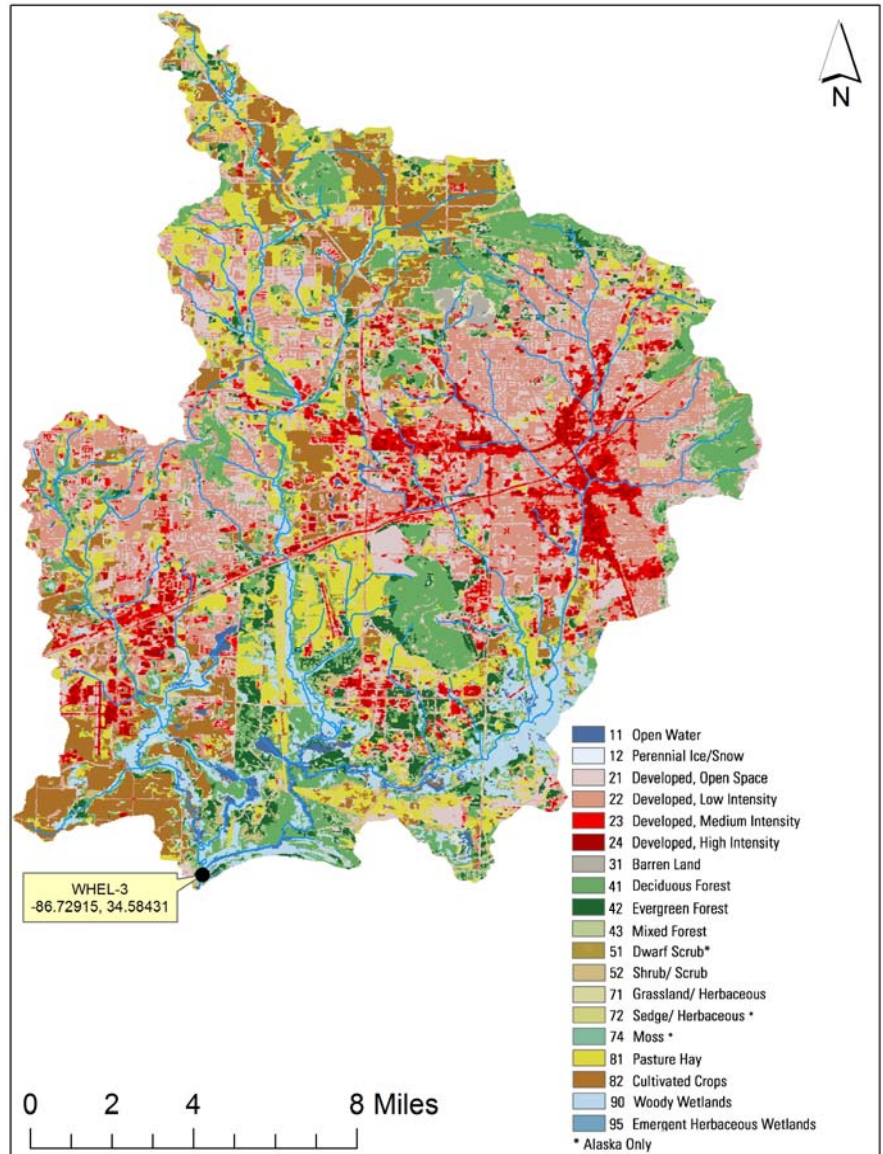 N
WHEL-3
-86.72915, 34.58431
11 Open Water
12 Perennial Ice/Snow
21 Developed, Open Space
22 Developed, Low Intensity
23 Developed, Medium Intensity
24 Developed, High Intensity
31 Barren Land
41 Deciduous Forest
42 Evergreen Forest
43 Mixed Forest
51 Dwarf Scrub*
52 Shrub/ Scrub
71 Grassland/ Herbaceous
72 Sedge/ Herbaceous *
74 Moss *
81 Pasture Hay
82 Cultivated Crops
90 Woody Wetlands
95 Emergent Herbaceous Wetlands
* Alaska Only
0 2 4 8 Miles